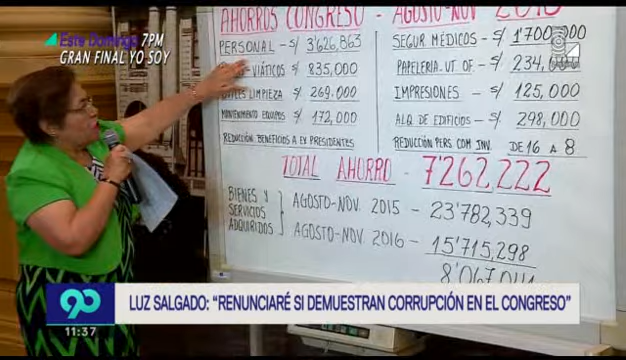 Este Domingo 7PM
GRAN FINAL YO SOY
AHORROS CONGRESO - AGOSTO-NOV
PERSONAL - S/ 3'626,863
VIÁTICOS S/ 835,000
LIMPIEZA S/ 269.000
MANTENIMIENTO EQUIPOS S/ 172,000
REDUCCIÓN BENEFICIOS A EX PRESIDENTES
SEGUR MÉDICOS - S/ 1'700,000
PAPELERIA. UT OF - S/ 234,
IMPRESIONES - S/ 125,000
ALQ. DE EDIFICIOS - S/ 298,000
REDUCCIÓN PERS COM INV. DE 16 A 8
TOTAL AHORRO - 7'262,222
BIENES Y SERVICIOS ADQUIRIDOS
AGOSTO-NOV. 2015 - 23'782,339
AGOSTO-NOV. 2016 - 15'715,298
90
11:37
LUZ SALGADO: "RENUNCIARÉ SI DEMUESTRAN CORRUPCIÓN EN EL CONGRESO"